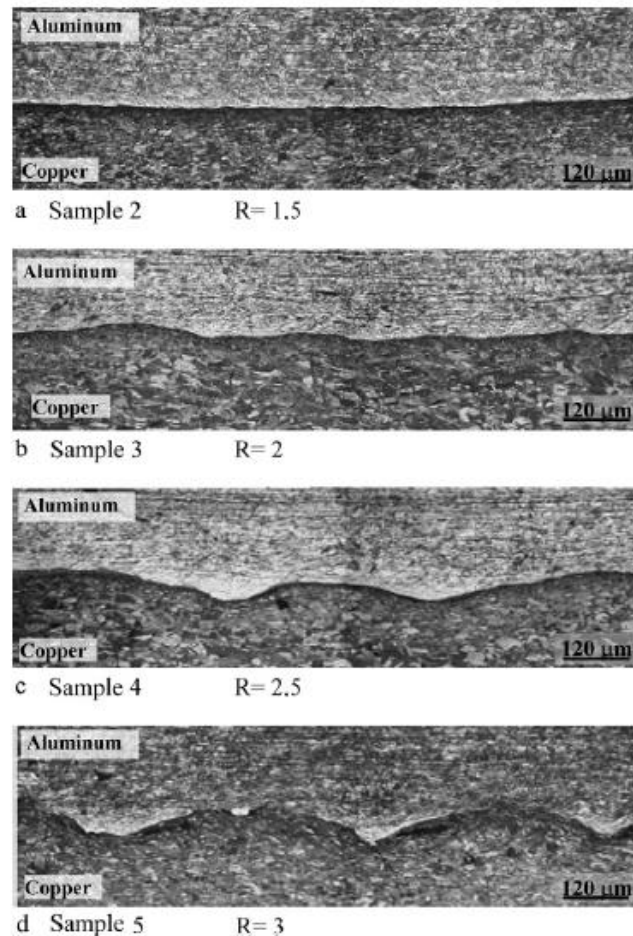 Aluminum
Copper 120 μm
a Sample 2 R= 1.5
Aluminum
Copper 120 μm
b Sample 3 R= 2
Aluminum
Copper 120 μm
c Sample 4 R= 2.5
Aluminum
Copper 120 μm
d Sample 5 R= 3